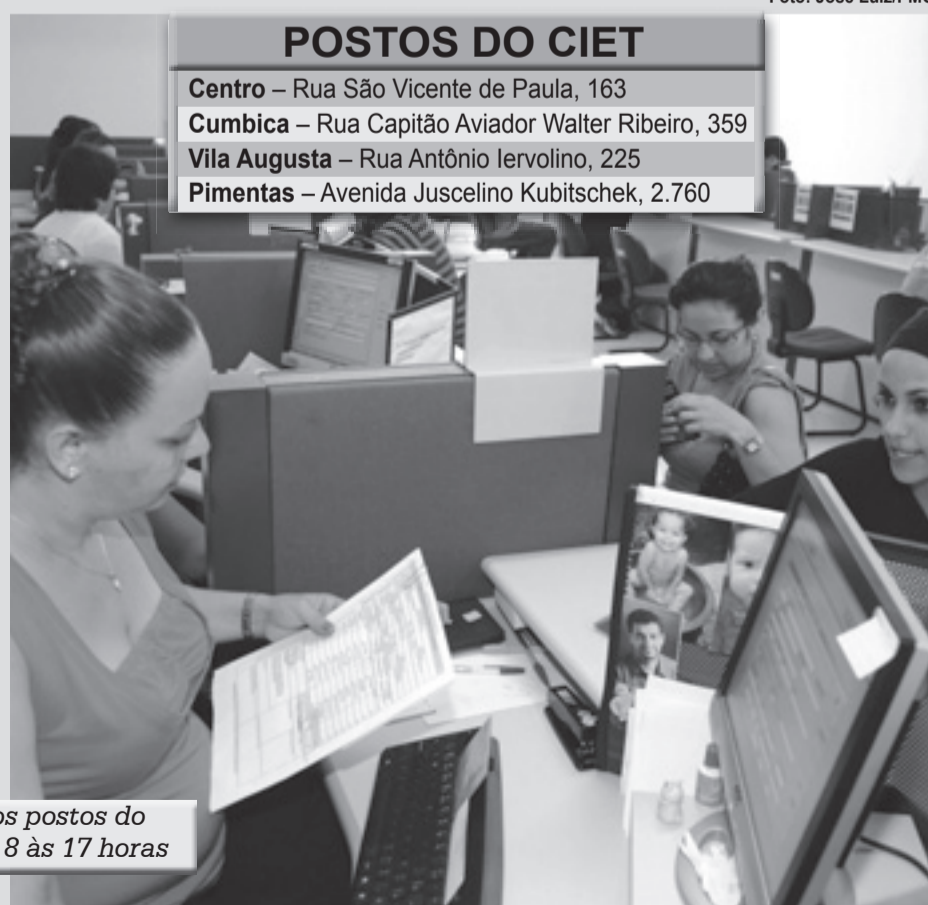 POSTOS DO CIET
Centro – Rua São Vicente de Paula, 163
Cumbica – Rua Capitão Aviador Walter Ribeiro, 359
Vila Augusta – Rua Antônio Iervolino, 225
Pimentas – Avenida Juscelino Kubitschek, 2.760
os postos do
8 às 17 horas